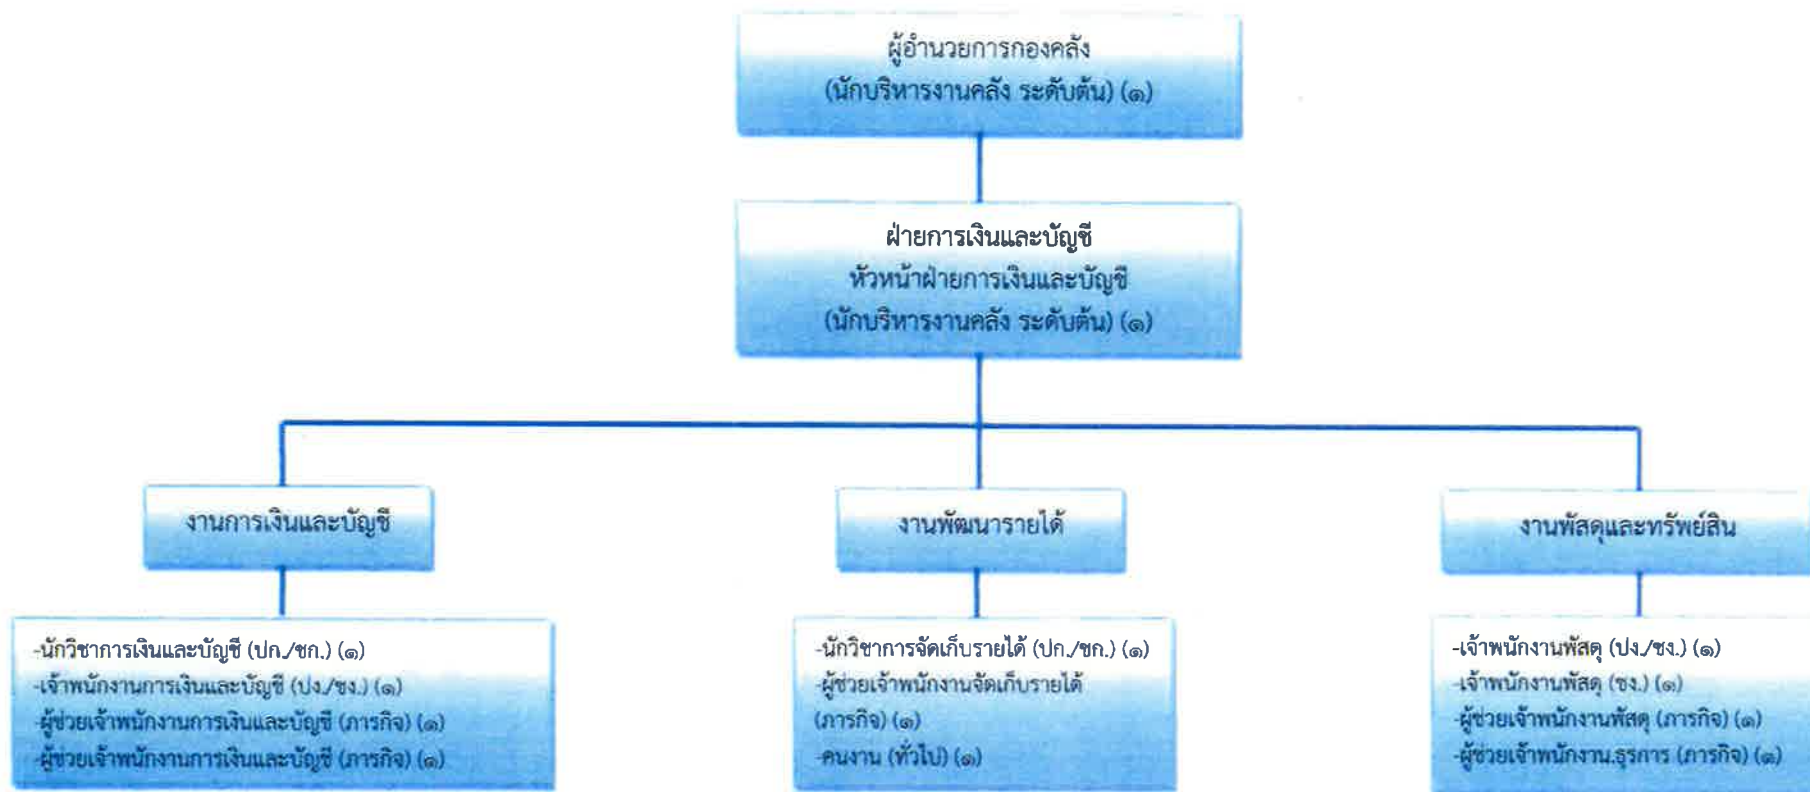 ผู้อำนวยการกองคลัง
(นักบริหารงานคลัง ระดับต้น) (๑)
ฝ่ายการเงินและบัญชี
หัวหน้าฝ่ายการเงินและบัญชี
(นักบริหารงานคลัง ระดับต้น) (๑)
งานการเงินและบัญชี
งานพัฒนารายได้
งานพัสดุและทรัพย์สิน
-นักวิชาการเงินและบัญชี (ปก./ชก.) (๑)
-เจ้าพนักงานการเงินและบัญชี (ปง./ชง.) (๑)
-ผู้ช่วยเจ้าพนักงานการเงินและบัญชี (ภารกิจ) (๑)
-ผู้ช่วยเจ้าพนักงานการเงินและบัญชี (ภารกิจ) (๑)
-นักวิชาการจัดเก็บรายได้ (ปก./ชก.) (๑)
-ผู้ช่วยเจ้าพนักงานจัดเก็บรายได้
(ภารกิจ) (๑)
-คนงาน (ทั่วไป) (๑)
-เจ้าพนักงานพัสดุ (ปง./ชง.) (๑)
-เจ้าพนักงานพัสดุ (ชง.) (๑)
-ผู้ช่วยเจ้าพนักงานพัสดุ (ภารกิจ) (๑)
-ผู้ช่วยเจ้าพนักงาน.ธุรการ (ภารกิจ) (๑)